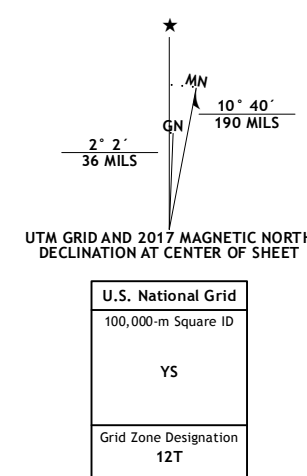 ★
MN
GN
10° 40´
190 MILS
2° 2´
36 MILS
UTM GRID AND 2017 MAGNETIC NORTH
DECLINATION AT CENTER OF SHEET
U.S. National Grid
100,000-m Square ID
YS
Grid Zone Designation
12T